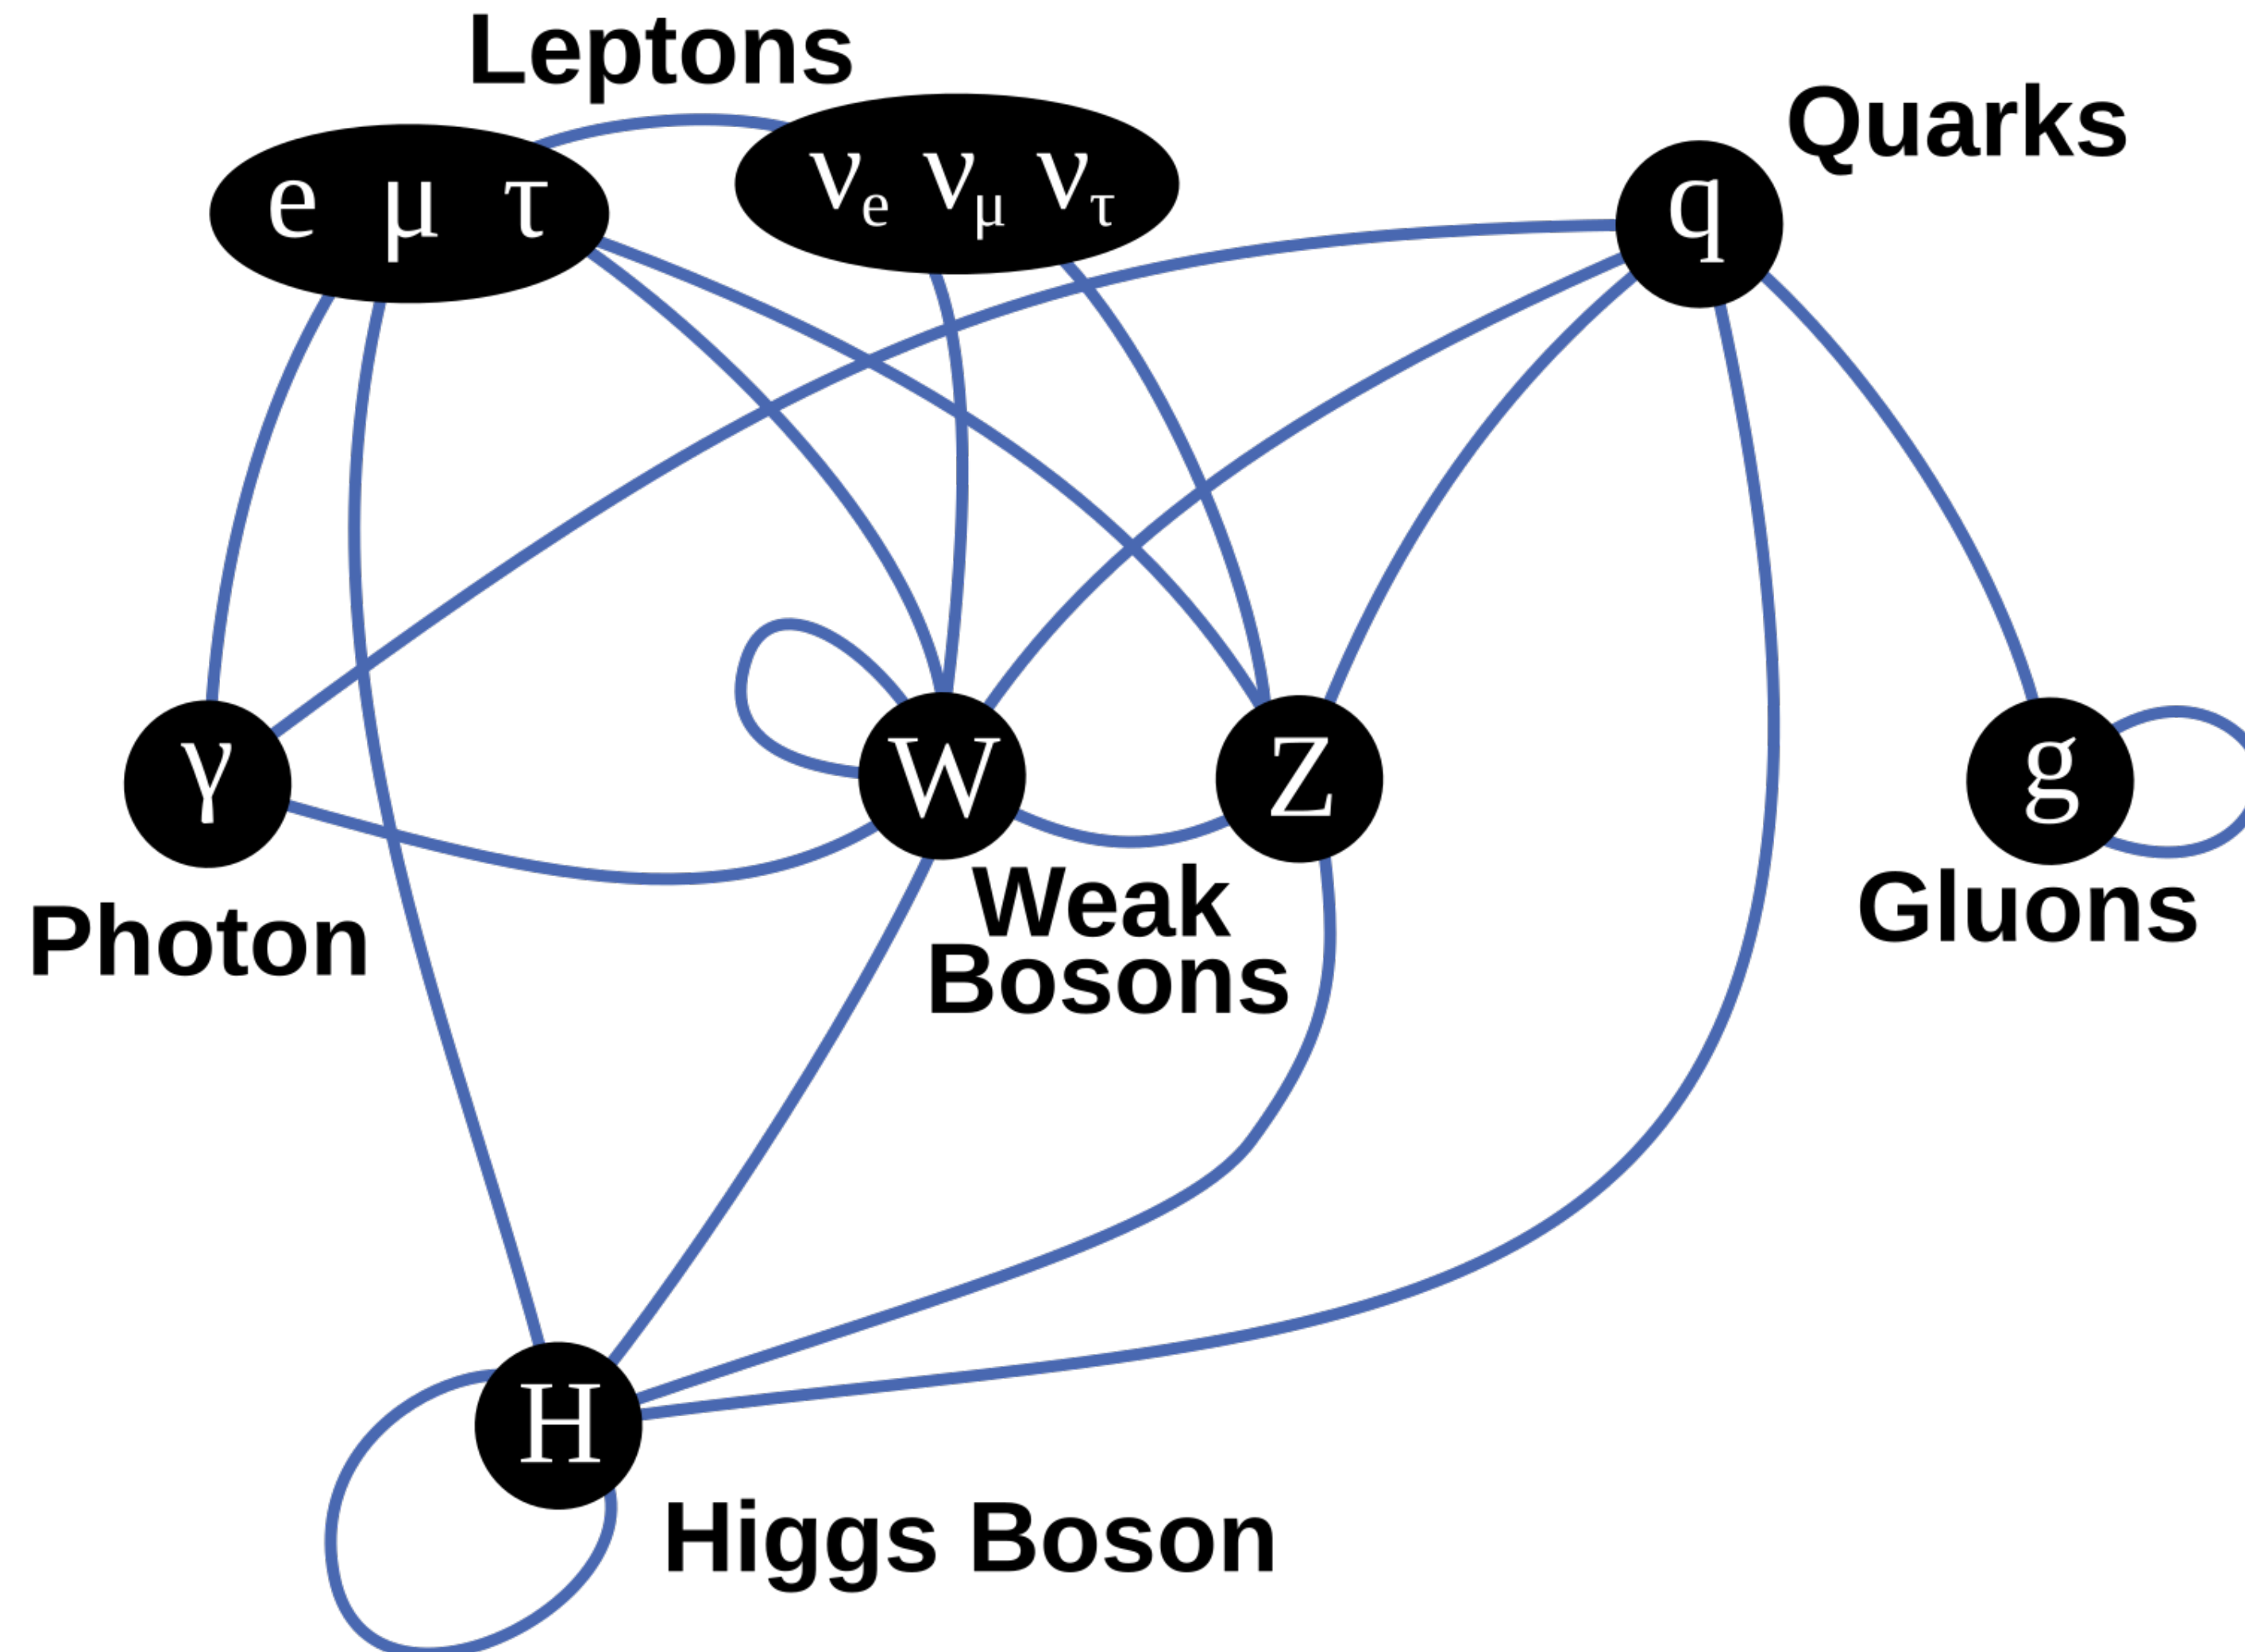 Leptons
Quarks
e μ τ
νe νμ ντ
q
γ
W
Z
g
Photon
Weak
Bosons
Gluons
H
Higgs Boson